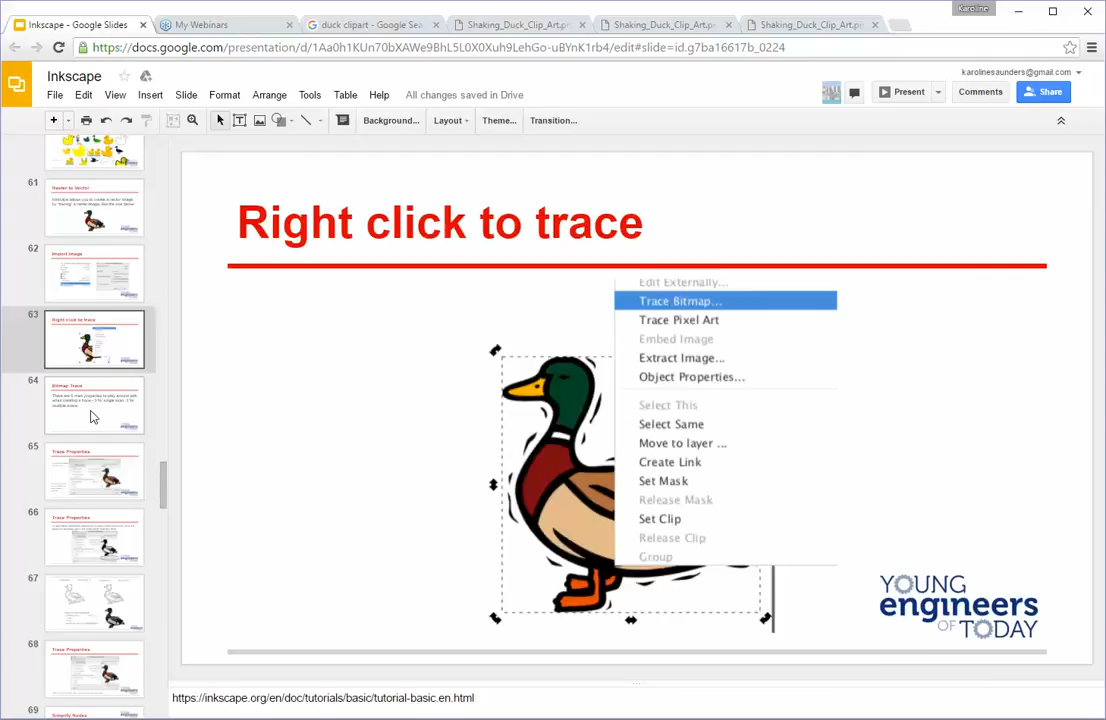 Karoline
Inkscape - Google Slides
My Webinars
duck clipart - Google Sea
Shaking_Duck_Clip_Art.pn
Shaking_Duck_Clip_Art.pn
Shaking_Duck_Clip_Art.pn
https://docs.google.com/presentation/d/1Aa0h1KUn70bXAWe9BhL5L0X0Xuh9LehGo-uBYnK1rb4/edit#slide=id.g7ba16617b_0224
Inkscape
karolinesaunders@gmail.com
File Edit View Insert Slide Format Arrange Tools Table Help All changes saved in Drive
Present
Comments
Share
Background... Layout Theme... Transition...
61
Raster to Vector
62
Import Image
63
Right click to trace
64
Bitmap Trace
65
Trace Properties
66
Trace Properties
67
68
Trace Properties
69
Simplify Nodes
Right click to trace
Edit Externally...
Trace Bitmap...
Trace Pixel Art
Embed Image
Extract Image...
Object Properties...
Select This
Select Same
Move to layer ...
Create Link
Set Mask
Release Mask
Set Clip
Release Clip
Group
YOUNG
engineers
OF TODAY
https://inkscape.org/en/doc/tutorials/basic/tutorial-basic.en.html